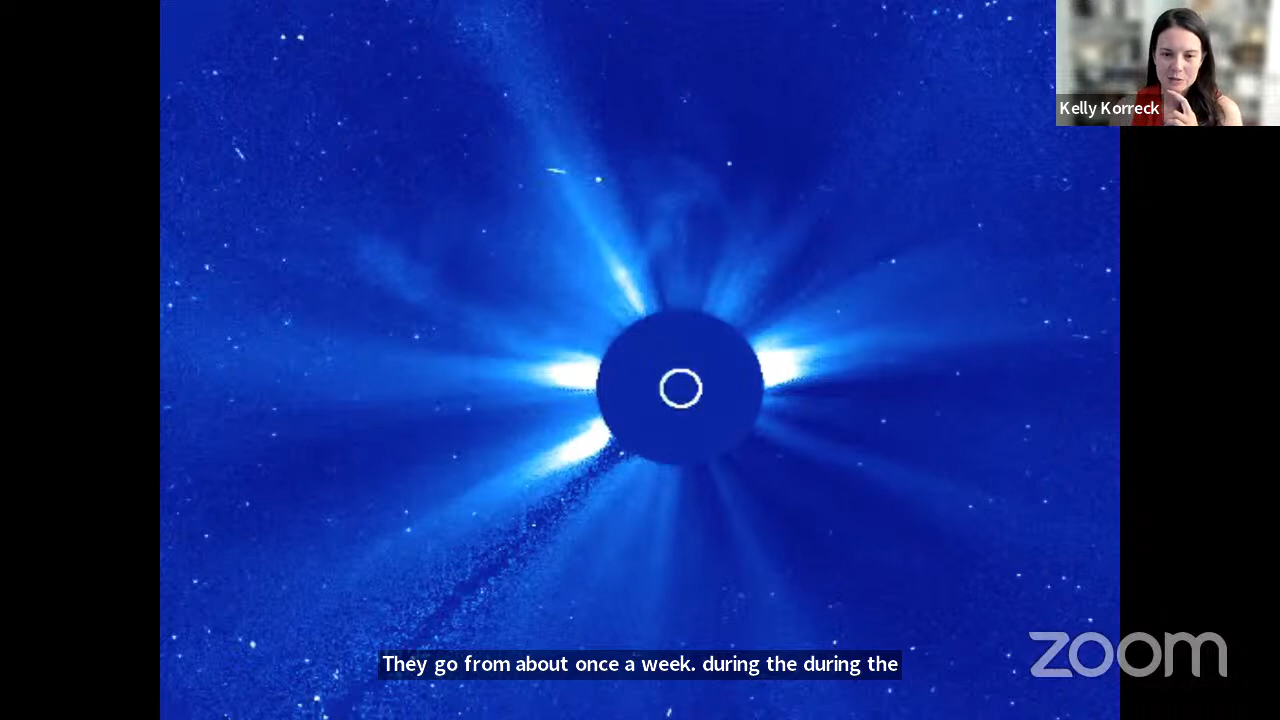 Kelly Korreck
They go from about once a week. during the during the
zoom